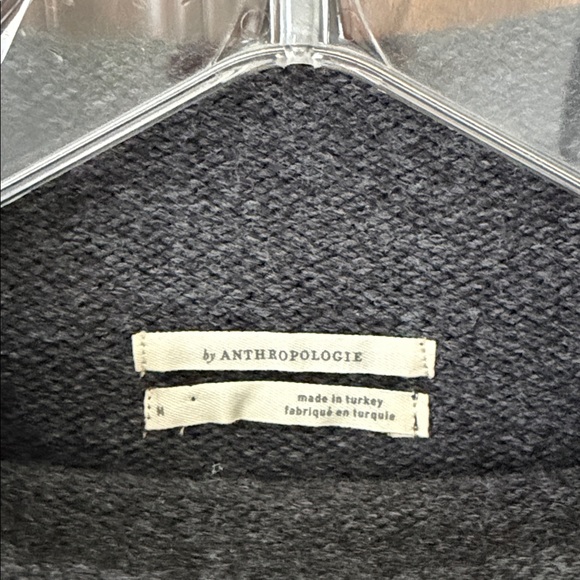 by ANTHROPOLOGIE
M
made in turkey
fabriqué en turquie